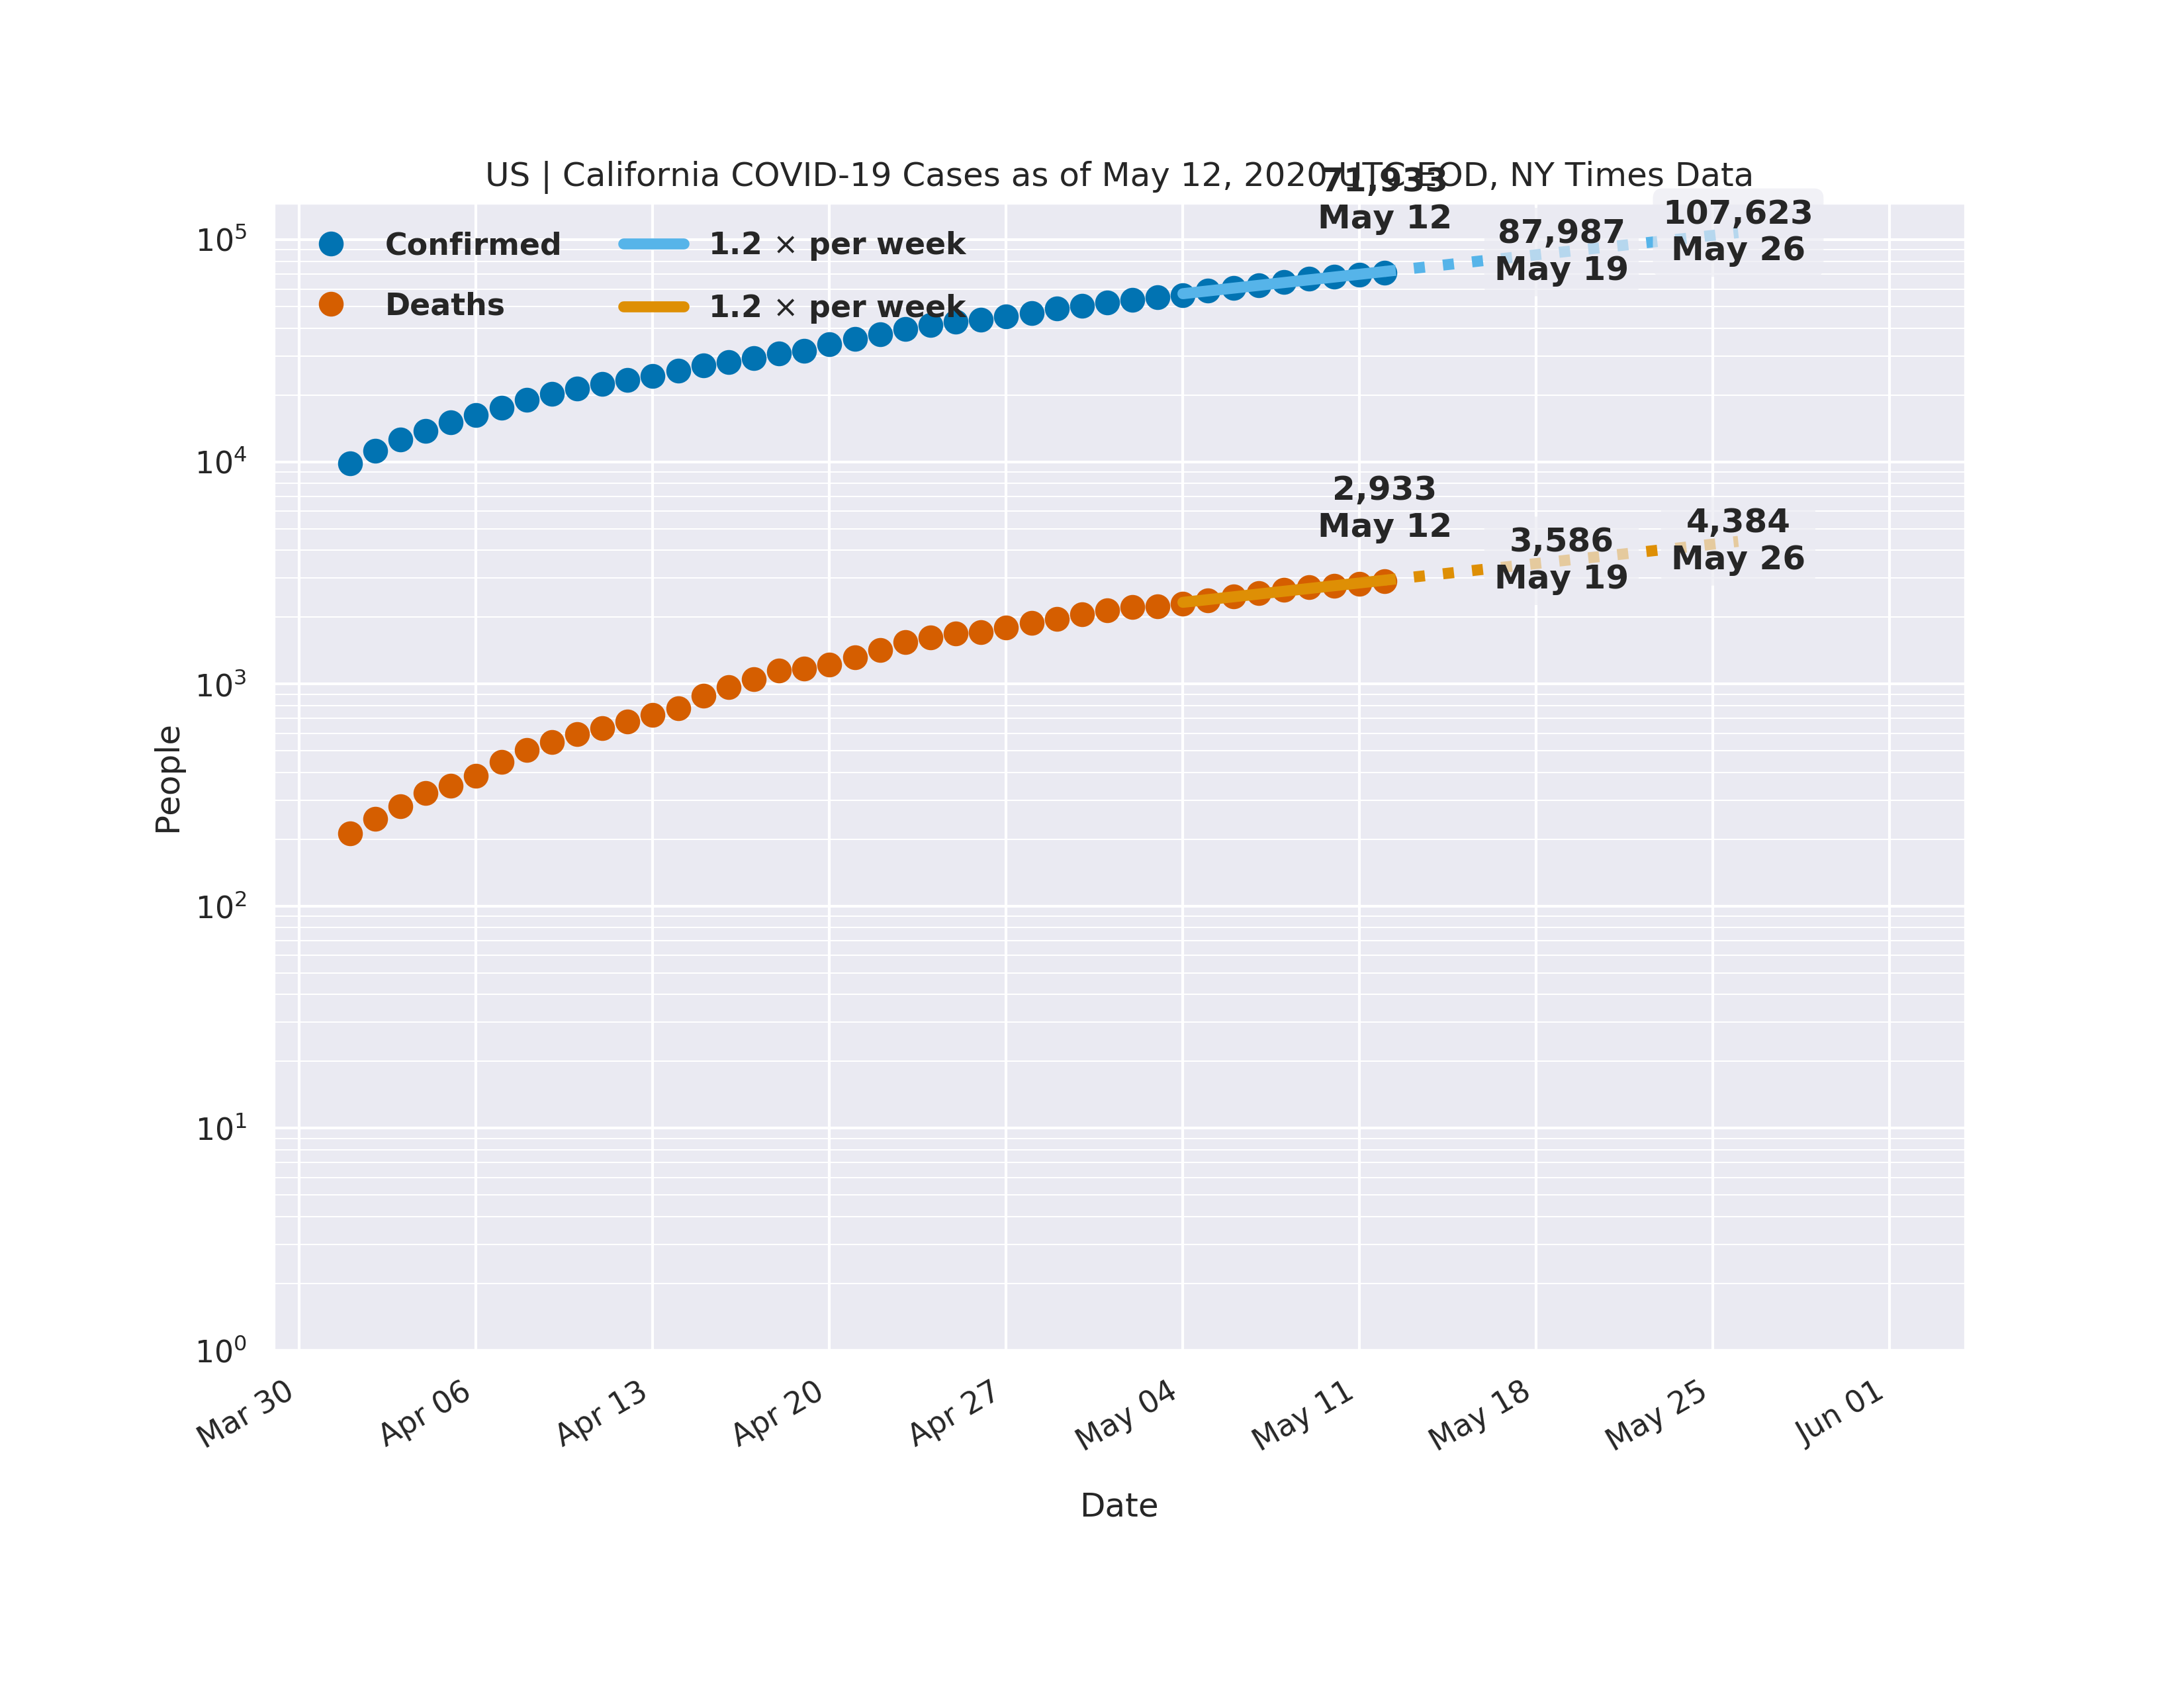 US | California COVID-19 Cases as of May 12, 2020 UTC EOD, NY Times Data
71,933
May 12
87,987
May 19
107,623
May 26
Confirmed
Deaths
1.2 × per week
1.2 × per week
2,933
May 12
3,586
May 19
4,384
May 26
People
10⁵
10⁴
10³
10²
10¹
10⁰
Mar 30
Apr 06
Apr 13
Apr 20
Apr 27
May 04
May 11
May 18
May 25
Jun 01
Date